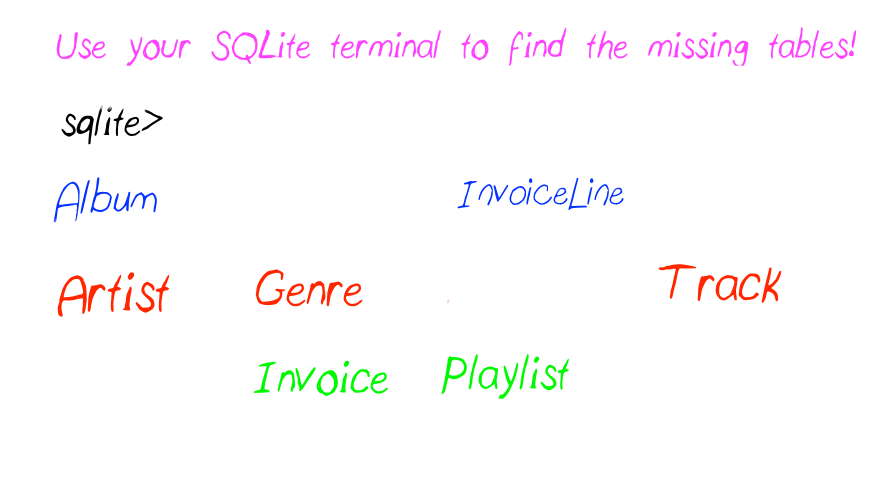 Use your SQLite terminal to find the missing tables!
sqlite>
Album InvoiceLine
Artist Genre Track
Invoice Playlist